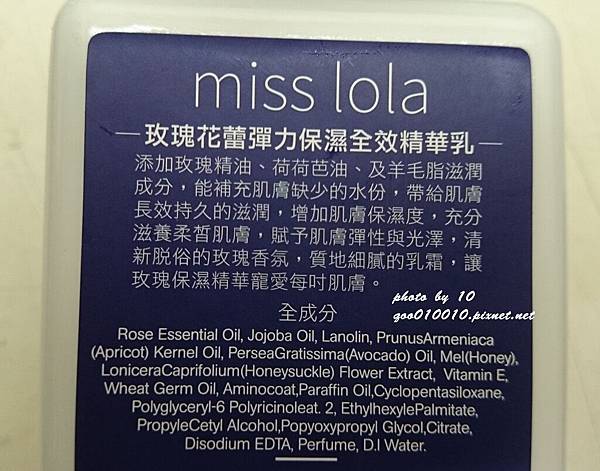 miss lola
玫瑰花蕾彈力保濕全效精華乳
添加玫瑰精油、荷荷芭油、及羊毛脂滋潤
成分，能補充肌膚缺少的水份，帶給肌膚
長效持久的滋潤，增加肌膚保濕度，充分
滋養柔皙肌膚，賦予肌膚彈性與光澤，清
新脱俗的玫瑰香氛，質地細膩的乳霜，讓
玫瑰保濕精華寵愛每吋肌膚。
photo by 10
goo010010.pixnet.net
全成分
Rose Essential Oil, Jojoba Oil, Lanolin, PrunusArmeniaca
(Apricot) Kernel Oil, PerseaGratissima(Avocado) Oil, Mel(Honey),
LoniceraCaprifolium(Honeysuckle) Flower Extract, Vitamin E,
Wheat Germ Oil, Aminocoat,Paraffin Oil,Cyclopentasiloxane,
Polyglyceryl-6 Polyricinoleat. 2, EthylhexylePalmitate,
PropyleCetyl Alcohol,Popyoxypropyl Glycol,Citrate,
Disodium EDTA, Perfume, D.I Water.